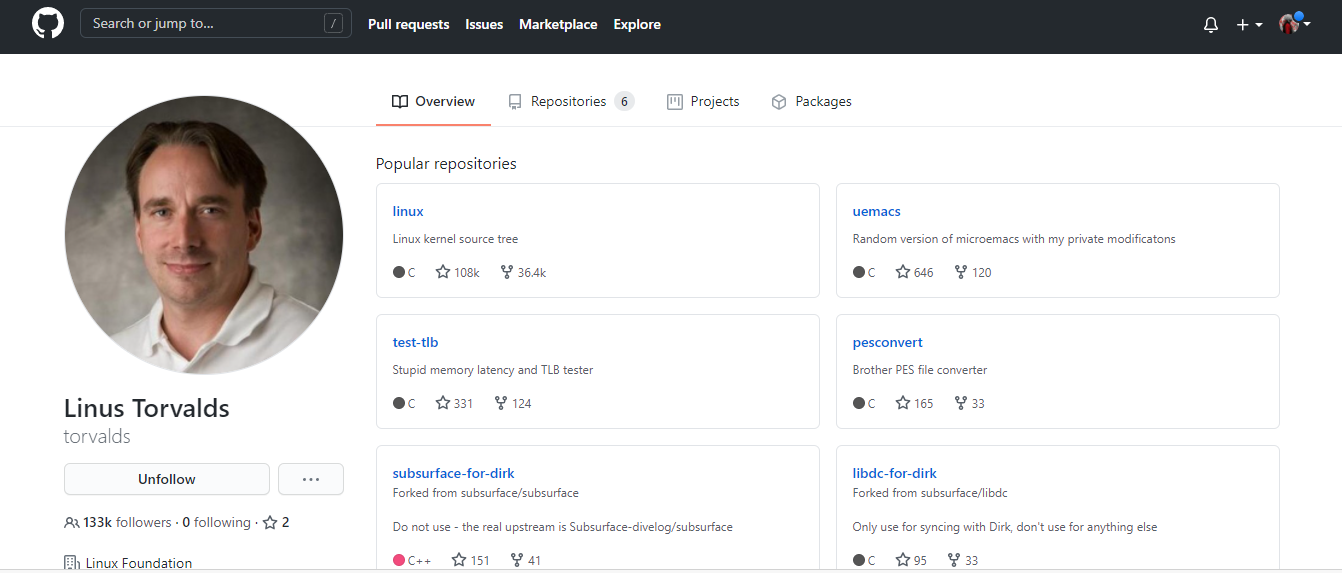 Search or jump to... /
Pull requests Issues Marketplace Explore
Overview Repositories 6 Projects Packages
Linus Torvalds
torvalds
Unfollow ...
133k followers · 0 following · 2
Linux Foundation
Popular repositories
linux
Linux kernel source tree
C 108k 36.4k
uemacs
Random version of microemacs with my private modificatons
C 646 120
test-tlb
Stupid memory latency and TLB tester
C 331 124
pesconvert
Brother PES file converter
C 165 33
subsurface-for-dirk
Forked from subsurface/subsurface
Do not use - the real upstream is Subsurface-divelog/subsurface
C++ 151 41
libdc-for-dirk
Forked from subsurface/libdc
Only use for syncing with Dirk, don't use for anything else
C 95 33